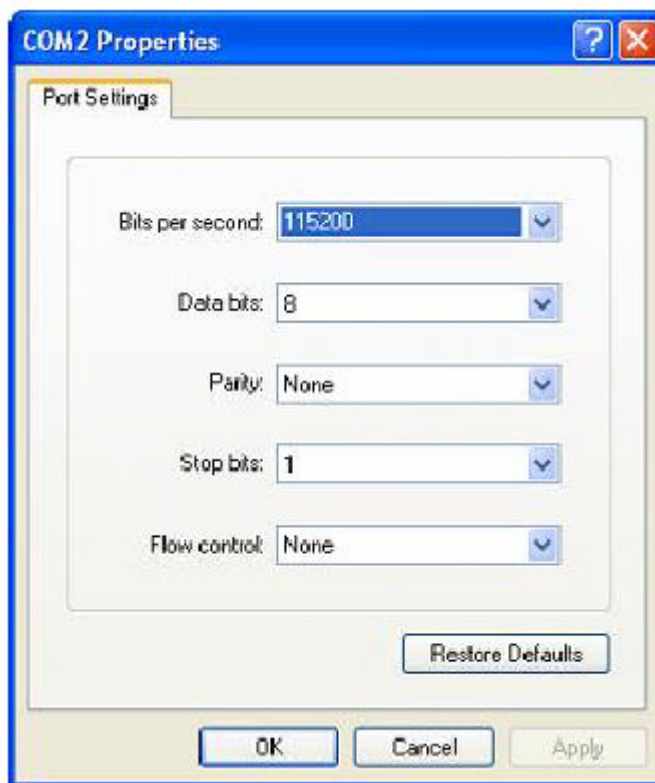 COM2 Properties
Port Settings
Bits per second: 115200
Data bits: 8
Parity: None
Stop bits: 1
Flow control: None
Restore Defaults
OK Cancel Apply